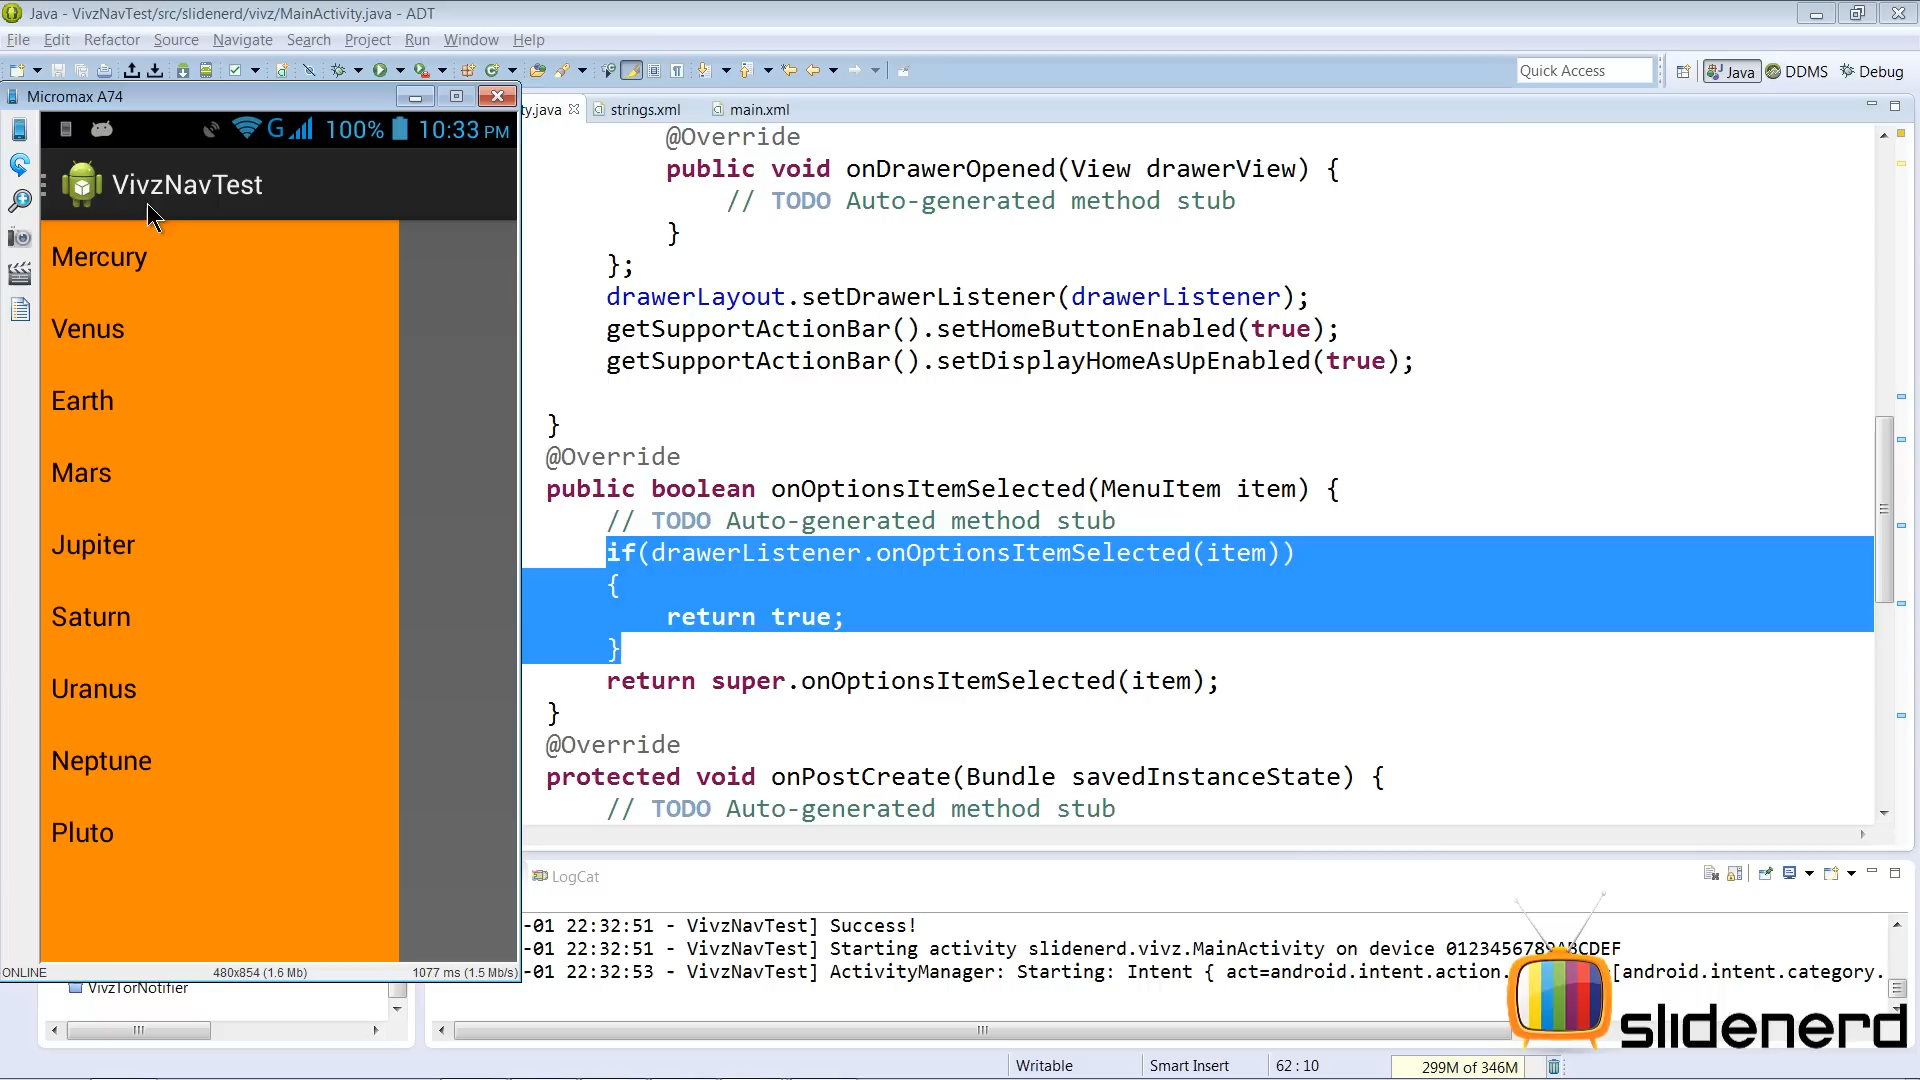 Java - VivzNavTest/src/slidenerd/vivz/MainActivity.java - ADT
File Edit Refactor Source Navigate Search Project Run Window Help
Quick Access
Java
DDMS
Debug
Micromax A74
ty.java
strings.xml
main.xml
G 100% 10:33 PM
VivzNavTest
Mercury
Venus
Earth
Mars
Jupiter
Saturn
Uranus
Neptune
Pluto
ONLINE 480x854 (1.6 Mb) 1077 ms (1.5 Mb/s)
VivzTorNotifier
@Override
public void onDrawerOpened(View drawerView) {
// TODO Auto-generated method stub
}
};
drawerLayout.setDrawerListener(drawerListener);
getSupportActionBar().setHomeButtonEnabled(true);
getSupportActionBar().setDisplayHomeAsUpEnabled(true);
}
@Override
public boolean onOptionsItemSelected(MenuItem item) {
// TODO Auto-generated method stub
if(drawerListener.onOptionsItemSelected(item))
{
return true;
}
return super.onOptionsItemSelected(item);
}
@Override
protected void onPostCreate(Bundle savedInstanceState) {
// TODO Auto-generated method stub
LogCat
-01 22:32:51 - VivzNavTest] Success!
-01 22:32:51 - VivzNavTest] Starting activity slidenerd.vivz.MainActivity on device 0123456789ABCDEF
-01 22:32:53 - VivzNavTest] ActivityManager: Starting: Intent { act=android.intent.action. [android.intent.category.
slidenerd
Writable Smart Insert 62 : 10 299M of 346M